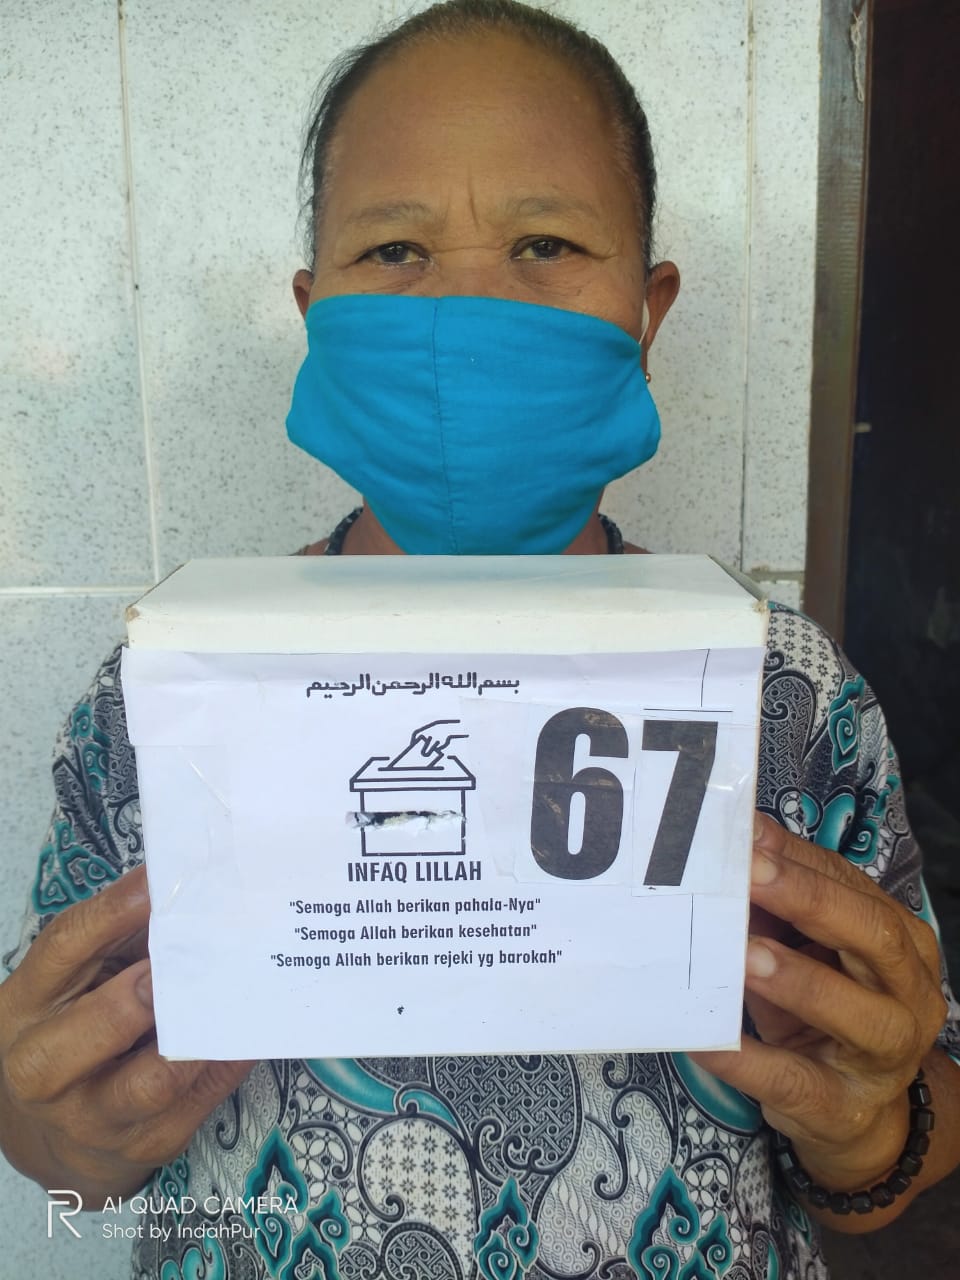 بسم الله الرحمن الرحيم
67
INFAQ LILLAH
"Semoga Allah berikan pahala-Nya"
"Semoga Allah berikan kesehatan"
"Semoga Allah berikan rejeki yg barokah"
R AI QUAD CAMERA
Shot by IndahPur